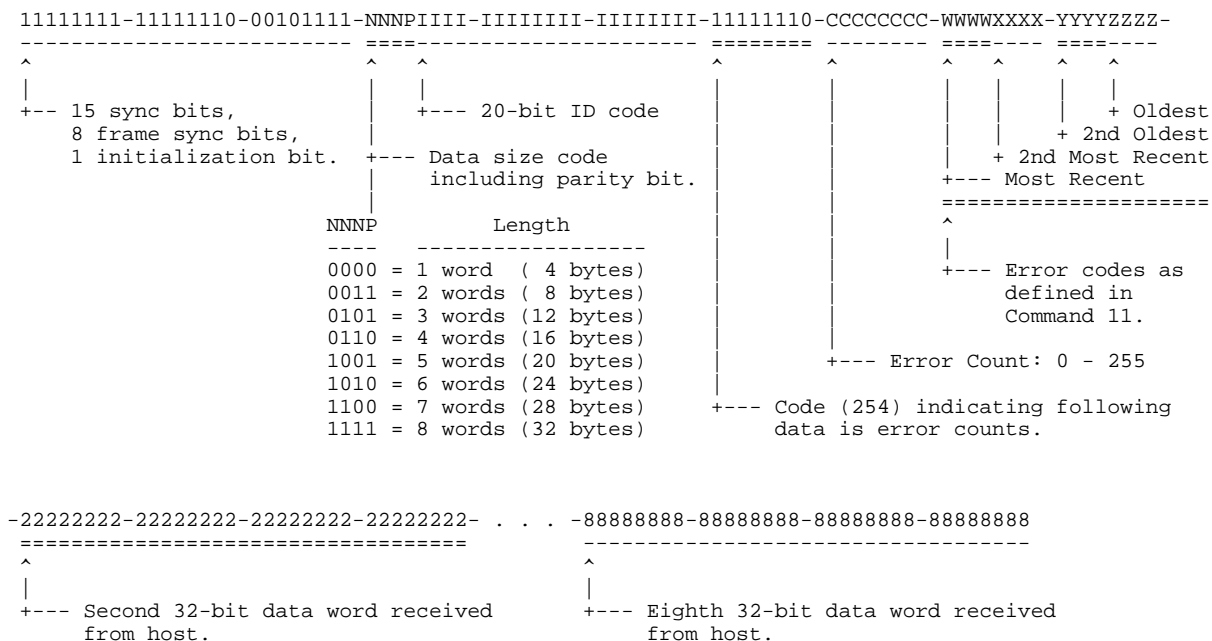 11111111-11111110-00101111-NNNPIIII-IIIIIIII-IIIIIIII-11111110-CCCCCCCC-WWWWXXXX-YYYYZZZZ-
-------------------------- ====---------------------- ======== -------- ====---- ====----
^ ^ ^ ^ ^ ^ ^ ^ ^
| | | | | | | | |
+-- 15 sync bits, | +--- 20-bit ID code | | | | | + Oldest
8 frame sync bits, | | | | | + 2nd Oldest
1 initialization bit. +--- Data size code | | | + 2nd Most Recent
| including parity bit. | | +--- Most Recent
| | | =====================
NNNP Length | | ^
---- ------------------ | | |
0000 = 1 word ( 4 bytes) | | +--- Error codes as
0011 = 2 words ( 8 bytes) | | defined in
0101 = 3 words (12 bytes) | | Command 11.
0110 = 4 words (16 bytes) | |
1001 = 5 words (20 bytes) | +--- Error Count: 0 - 255
1010 = 6 words (24 bytes) |
1100 = 7 words (28 bytes) +--- Code (254) indicating following
1111 = 8 words (32 bytes) data is error counts.
-22222222-22222222-22222222-22222222- . . . -88888888-88888888-88888888-88888888
=================================== -----------------------------------
^ ^
| |
+--- Second 32-bit data word received +--- Eighth 32-bit data word received
from host. from host.